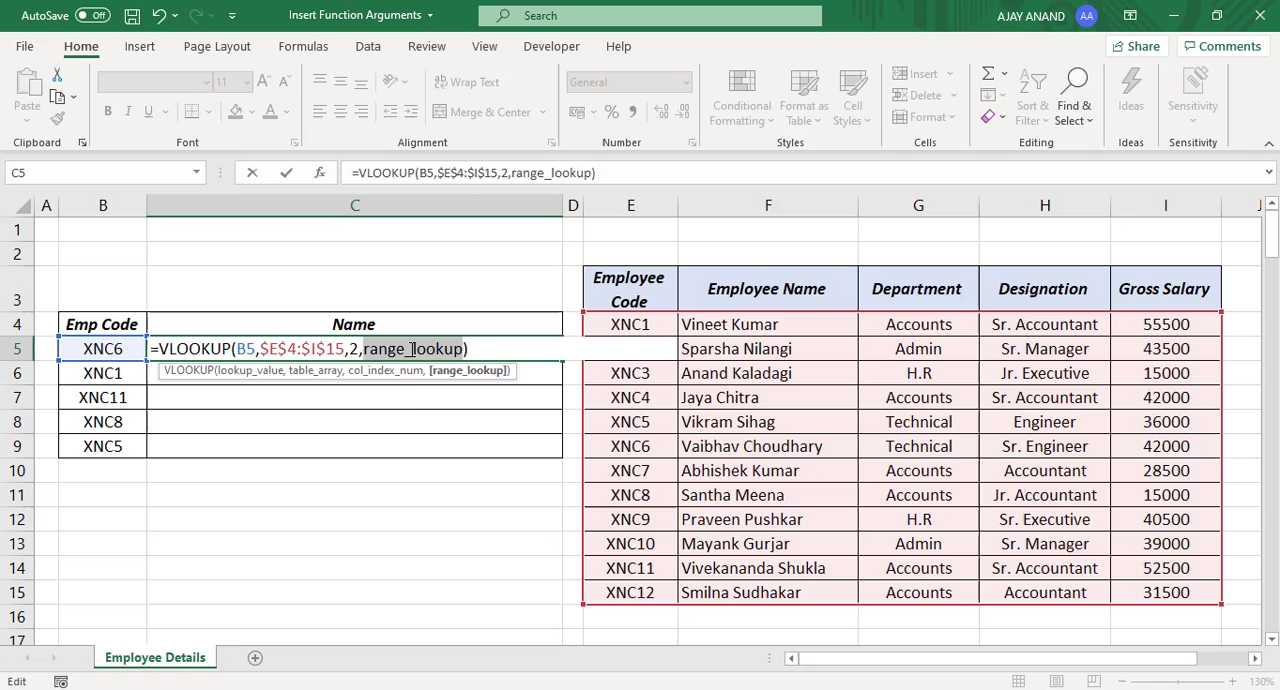 AutoSave Off Insert Function Arguments Search AJAY ANAND AA
File Home Insert Page Layout Formulas Data Review View Developer Help Share Comments
Paste 11 Wrap Text General Conditional Formatting Format as Table Cell Styles Insert Sort & Filter Find & Select Ideas Sensitivity
B I U Merge & Center Delete
Format
Clipboard Font Alignment Number Styles Cells Editing Ideas Sensitivity
C5 =VLOOKUP(B5,$E$4:$I$15,2,range_lookup)
A B C D E F G H I J
1
2
3 Employee Code Employee Name Department Designation Gross Salary
4 Emp Code Name XNC1 Vineet Kumar Accounts Sr. Accountant 55500
5 XNC6 =VLOOKUP(B5,$E$4:$I$15,2,range_lookup) Sparsha Nilangi Admin Sr. Manager 43500
VLOOKUP(lookup_value, table_array, col_index_num, [range_lookup])
6 XNC1 XNC3 Anand Kaladagi H.R Jr. Executive 15000
7 XNC11 XNC4 Jaya Chitra Accounts Sr. Accountant 42000
8 XNC8 XNC5 Vikram Sihag Technical Engineer 36000
9 XNC5 XNC6 Vaibhav Choudhary Technical Sr. Engineer 42000
10 XNC7 Abhishek Kumar Accounts Accountant 28500
11 XNC8 Santha Meena Accounts Jr. Accountant 15000
12 XNC9 Praveen Pushkar H.R Sr. Executive 40500
13 XNC10 Mayank Gurjar Admin Sr. Manager 39000
14 XNC11 Vivekananda Shukla Accounts Sr. Accountant 52500
15 XNC12 Smilna Sudhakar Accounts Accountant 31500
16
17
Employee Details
Edit 130%